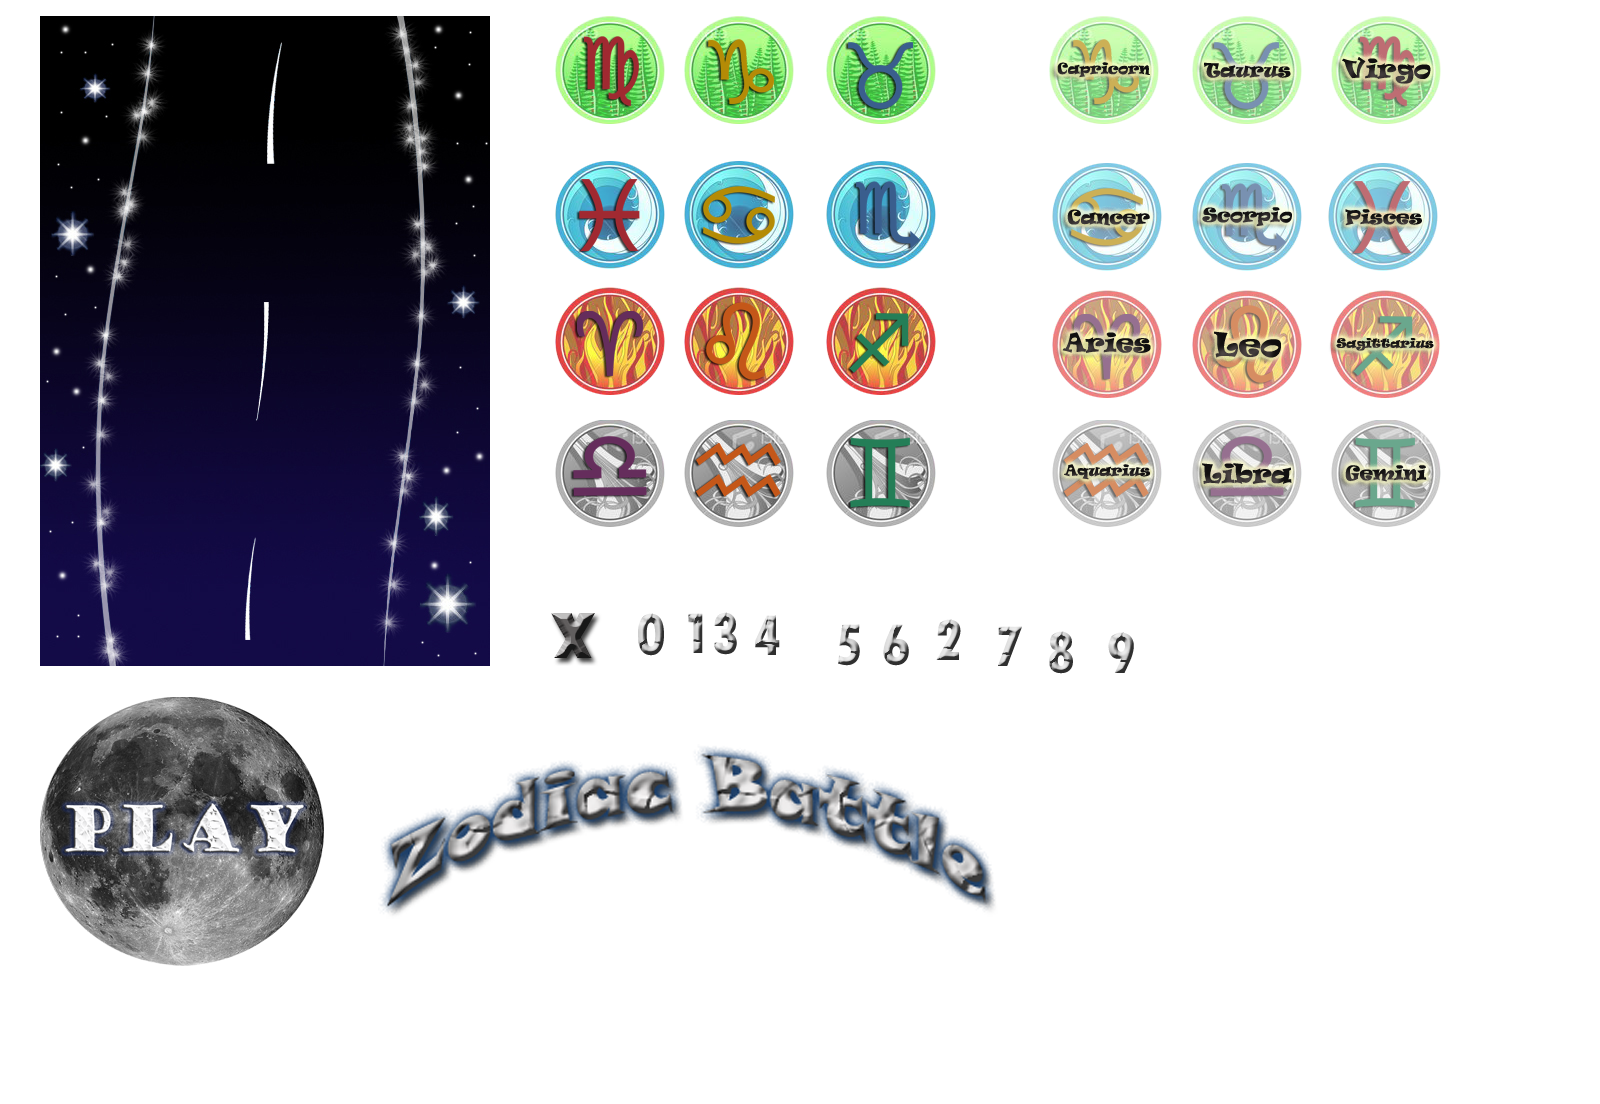 Capricorn Taurus Virgo
Cancer Scorpio Pisces
Aries Leo Sagittarius
Aquarius Libra Gemini
X 0 1 3 4 5 6 2 7 8 9
PLAY
Zodiac Battle